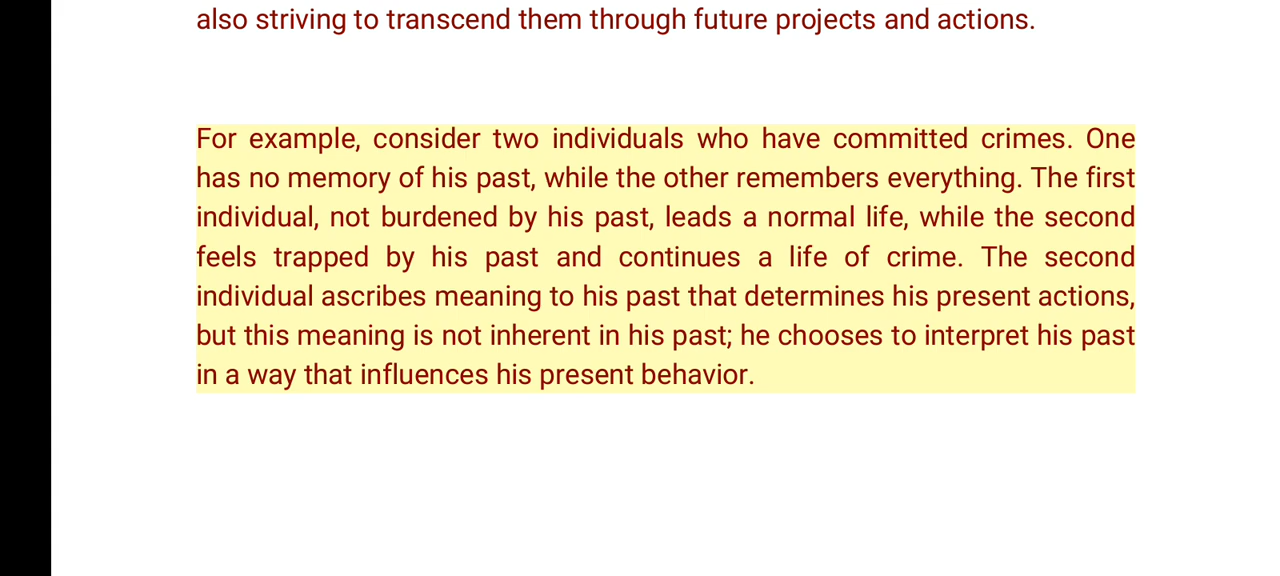 also striving to transcend them through future projects and actions.
For example, consider two individuals who have committed crimes. One
has no memory of his past, while the other remembers everything. The first
individual, not burdened by his past, leads a normal life, while the second
feels trapped by his past and continues a life of crime. The second
individual ascribes meaning to his past that determines his present actions,
but this meaning is not inherent in his past; he chooses to interpret his past
in a way that influences his present behavior.